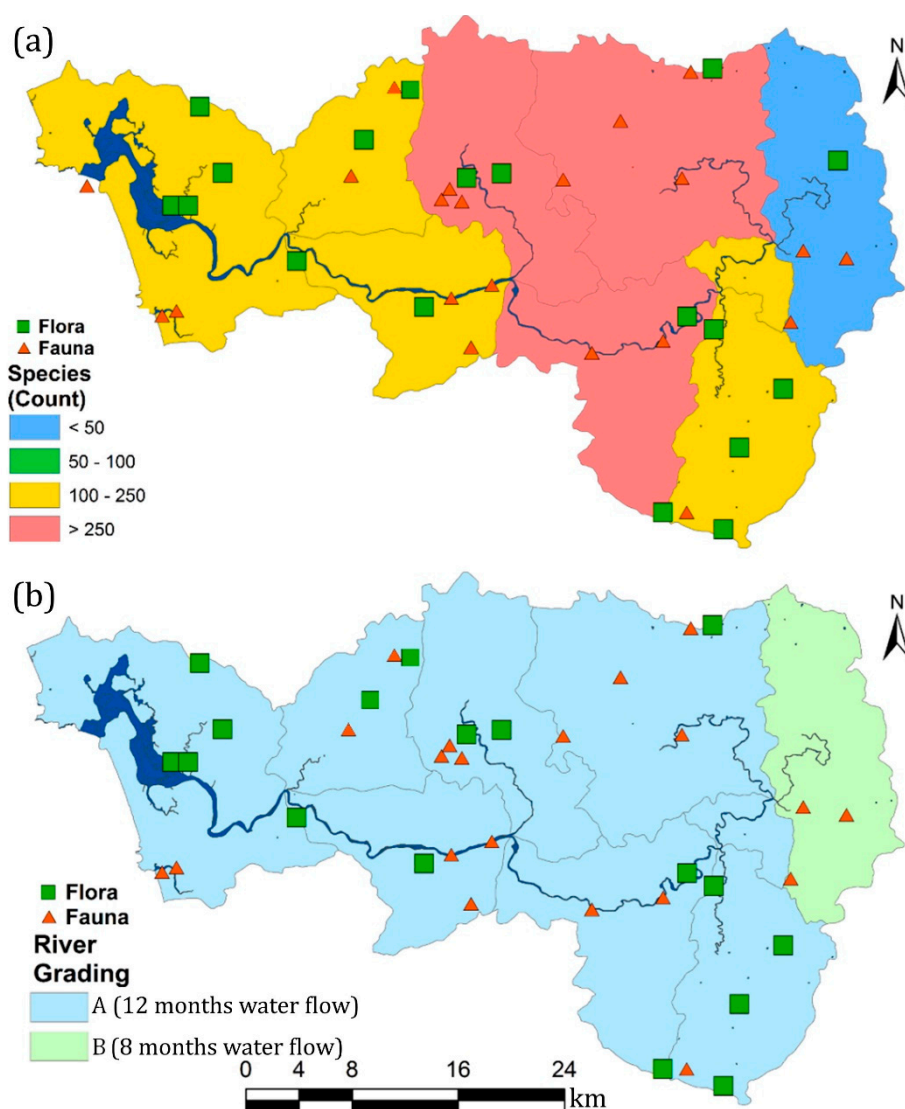 (a)
N
Flora
Fauna
Species
(Count)
< 50
50 - 100
100 - 250
> 250
(b)
N
Flora
Fauna
River
Grading
A (12 months water flow)
B (8 months water flow)
0 4 8 16 24
km